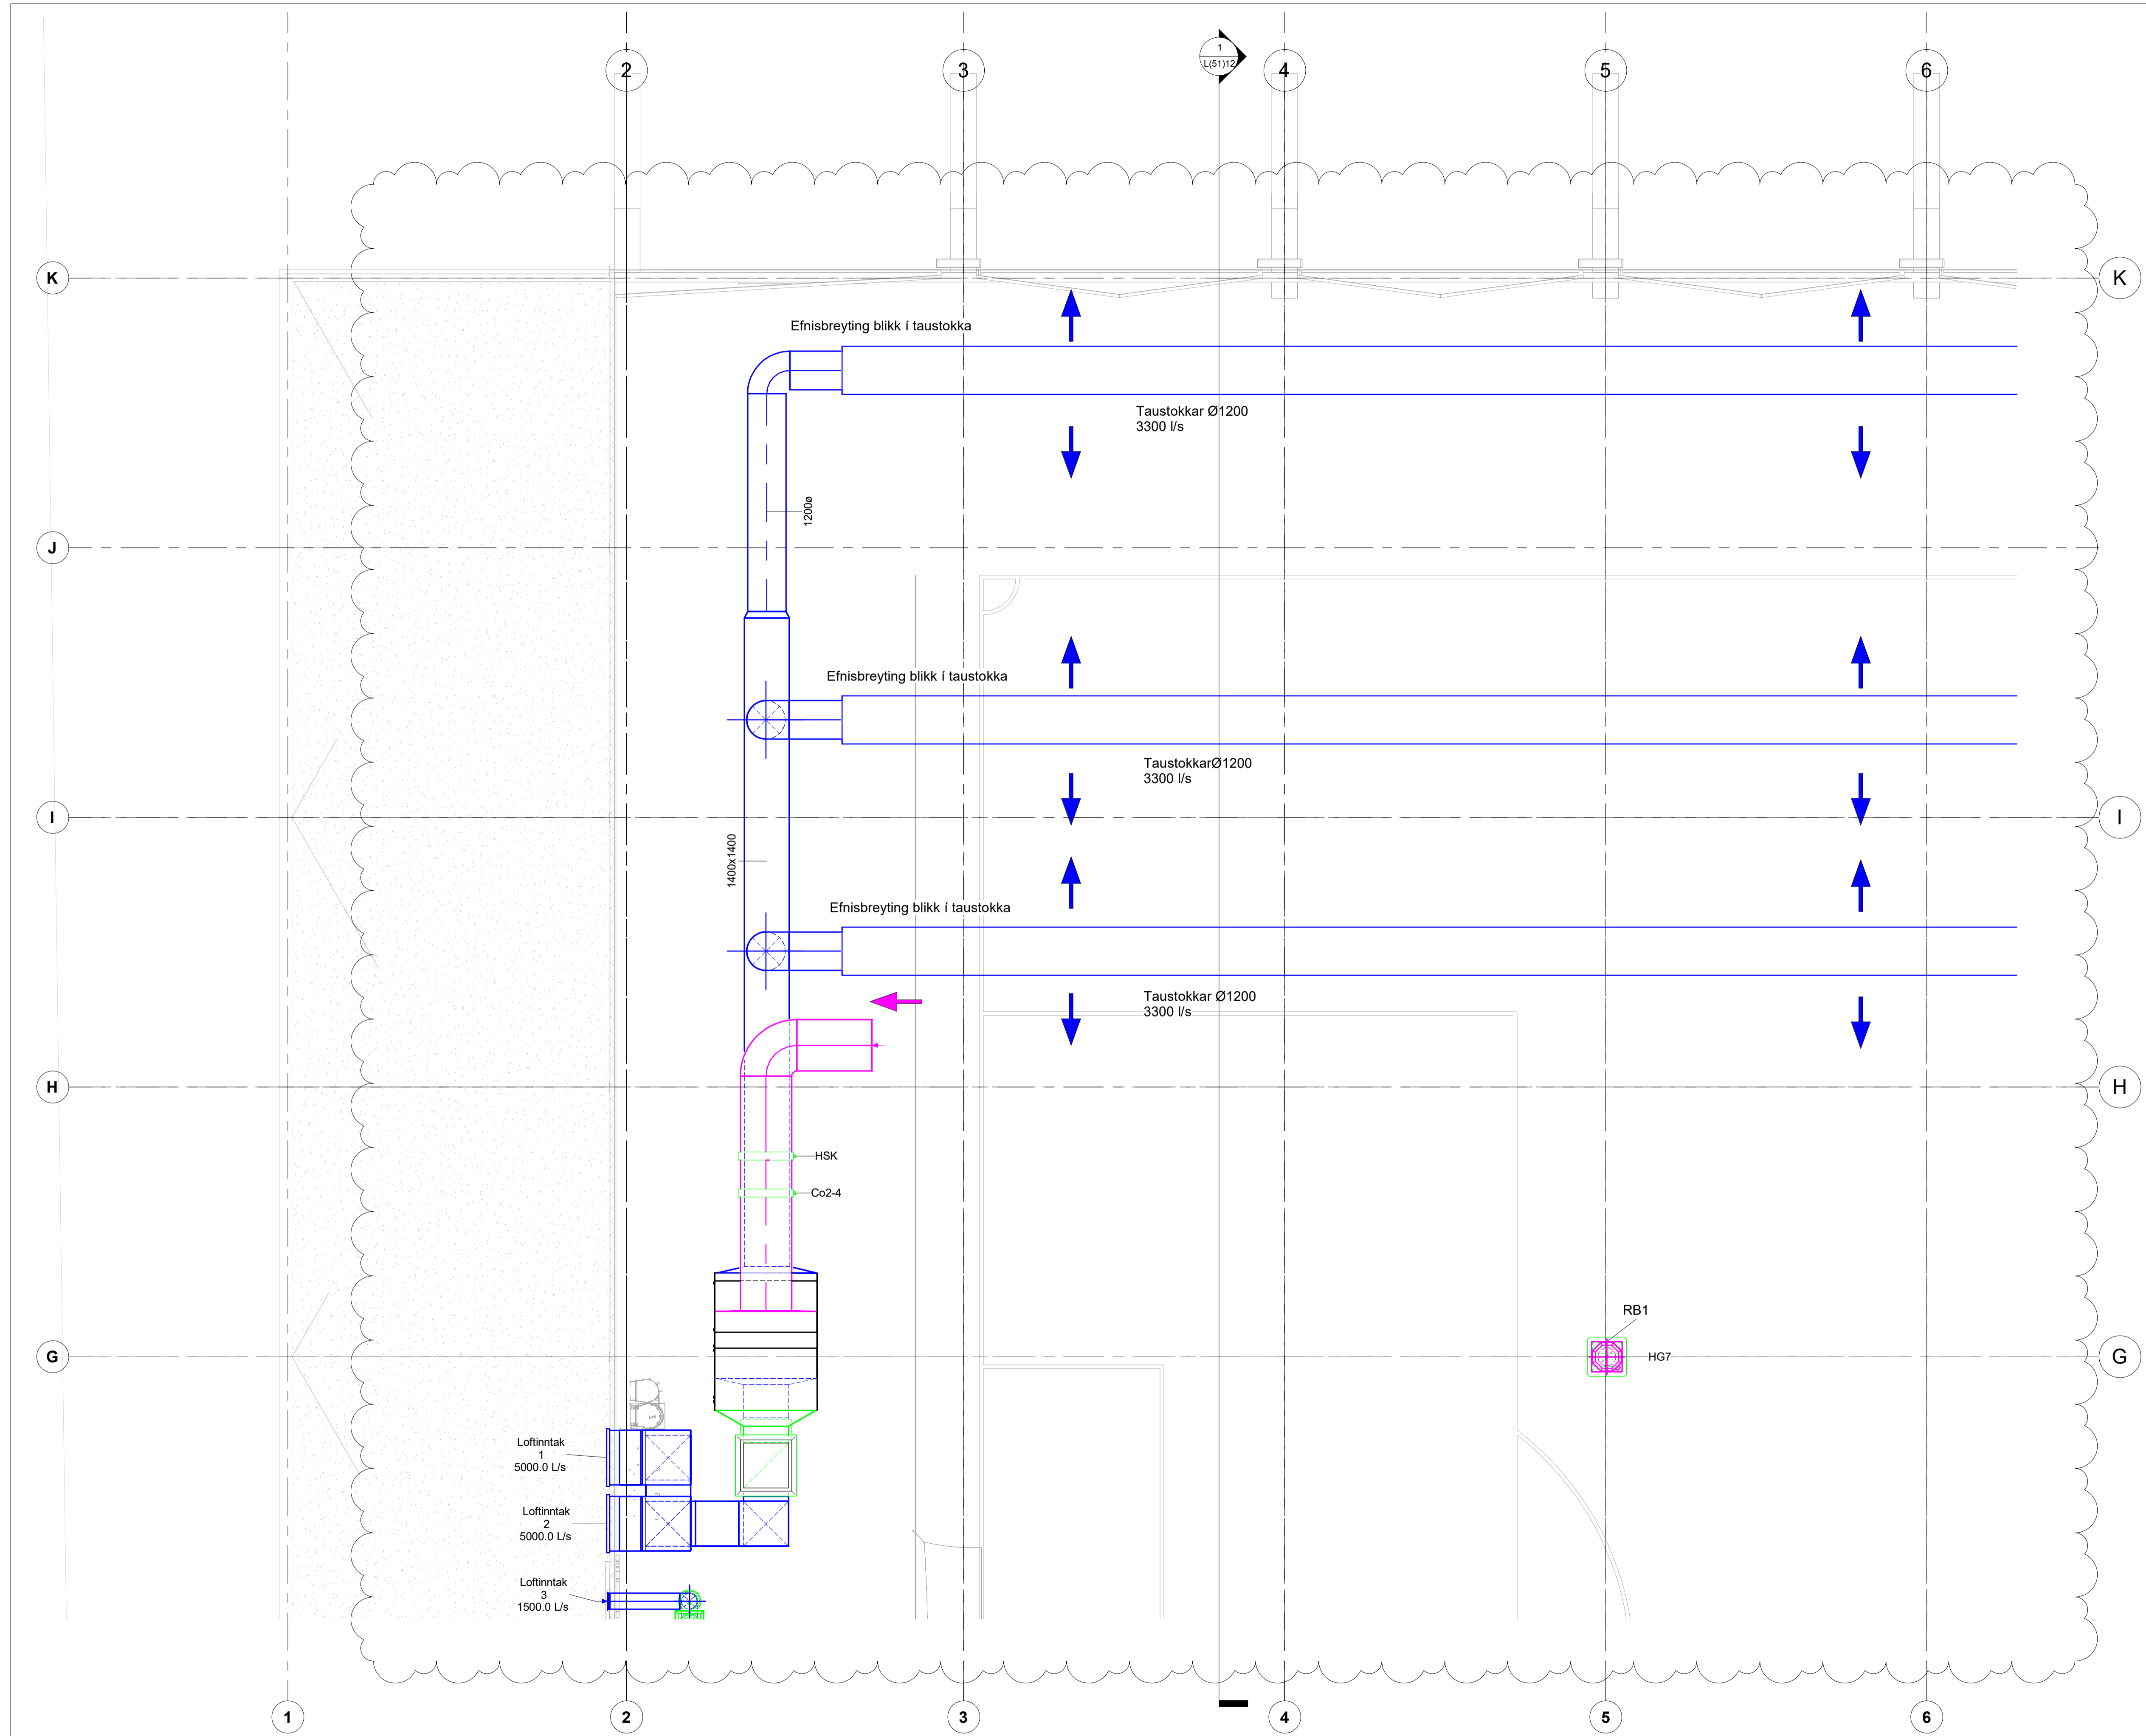 2
3
1
L(51)12
4
5
6
K
K
Efnisbreyting blikk í taustokka
Taustokkar Ø1200
3300 l/s
1200ø
J
Efnisbreyting blikk í taustokka
TaustokkarØ1200
3300 l/s
I
I
1400x1400
Efnisbreyting blikk í taustokka
Taustokkar Ø1200
3300 l/s
H
H
HSK
Co2-4
RB1
G
HG7
G
Loftinntak
1
5000.0 L/s
Loftinntak
2
5000.0 L/s
Loftinntak
3
1500.0 L/s
1
2
3
4
5
6